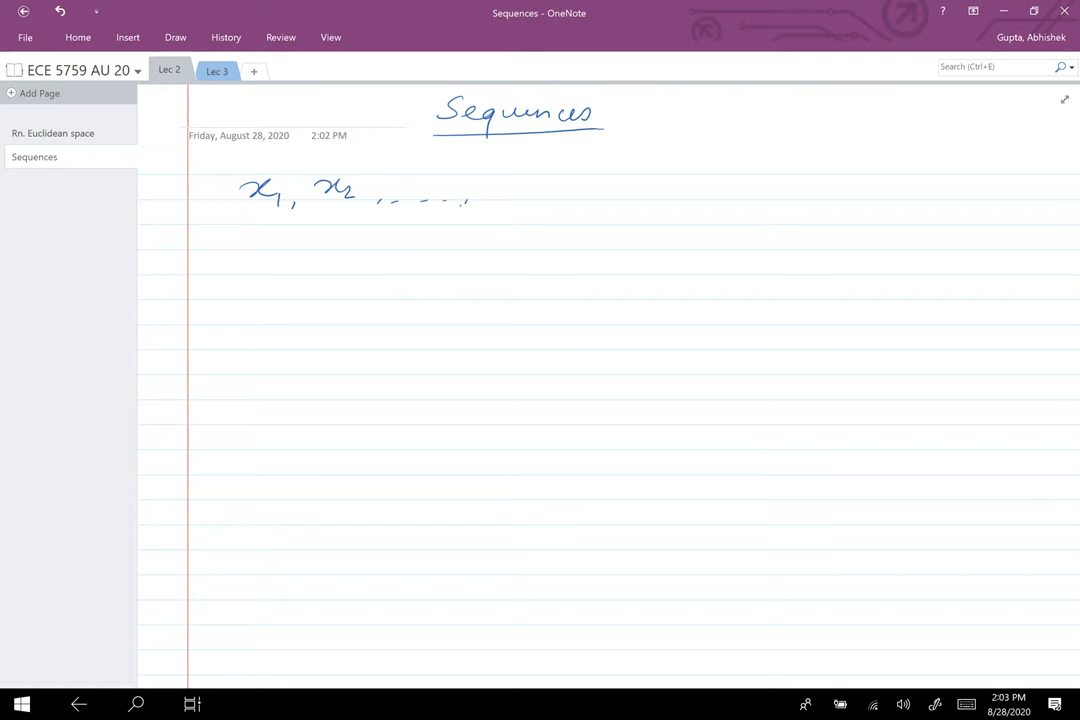 Sequences - OneNote
?
File Home Insert Draw History Review View
Gupta, Abhishek
ECE 5759 AU 20
Lec 2
Lec 3
+
Search (Ctrl+E)
Add Page
Rn. Euclidean space
Sequences
Sequences
Friday, August 28, 2020 2:02 PM
x₁, x₂, ....,
2:03 PM
8/28/2020